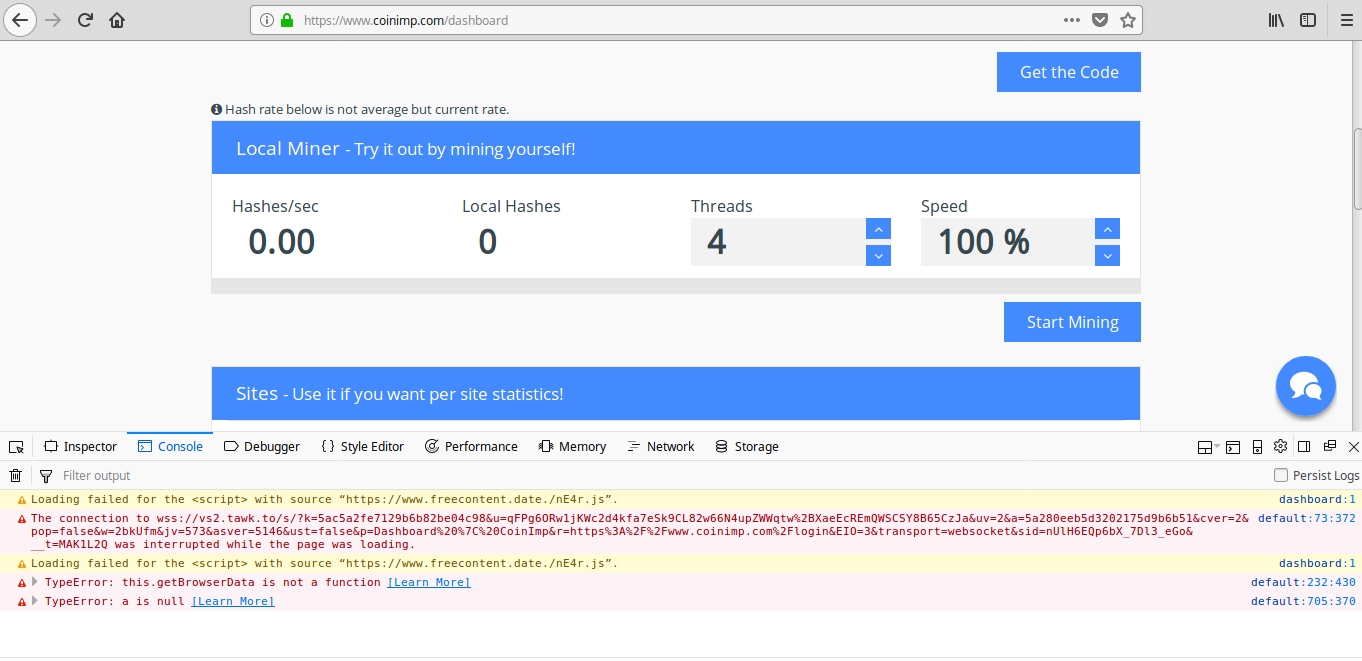 https://www.coinimp.com/dashboard
Get the Code
Hash rate below is not average but current rate.
Local Miner - Try it out by mining yourself!
Hashes/sec Local Hashes Threads Speed
0.00 0 4 100 %
Start Mining
Sites - Use it if you want per site statistics!
Inspector Console Debugger { } Style Editor Performance Memory Network Storage
Filter output Persist Logs
Loading failed for the <script> with source “https://www.freecontent.date./nE4r.js”. dashboard:1
The connection to wss://vs2.tawk.to/s/?k=5ac5a2fe7129b6b82be04c98&u=qFPg6ORw1jKWc2d4kfa7eSk9CL82w66N4upZWWqtw%2BXaeEcREmQWSCSY8B65CzJa&uv=2&a=5a280eeb5d3202175d9b6b51&cver=2& default:73:372
pop=false&w=2bkUfm&jv=573&asver=5146&ust=false&p=Dashboard%20%7C%20CoinImp&r=https%3A%2F%2Fwww.coinimp.com%2Flogin&EIO=3&transport=websocket&sid=nUlH6EQp6bX_7Dl3_eGo&
__t=MAK1L2Q was interrupted while the page was loading.
Loading failed for the <script> with source “https://www.freecontent.date./nE4r.js”. dashboard:1
TypeError: this.getBrowserData is not a function [Learn More] default:232:430
TypeError: a is null [Learn More] default:705:370